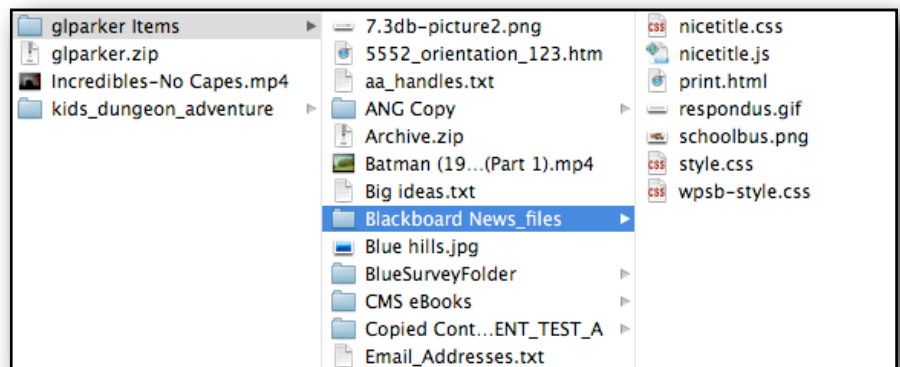 glparker Items
glparker.zip
Incredibles-No Capes.mp4
kids_dungeon_adventure
7.3db-picture2.png
5552_orientation_123.htm
aa_handles.txt
ANG Copy
Archive.zip
Batman (19...(Part 1).mp4
Big ideas.txt
Blackboard News_files
Blue hills.jpg
BlueSurveyFolder
CMS eBooks
Copied Cont...ENT_TEST_A
Email_Addresses.txt
css nicetitle.css
nicetitle.js
print.html
respondus.gif
schoolbus.png
css style.css
css wpsb-style.css